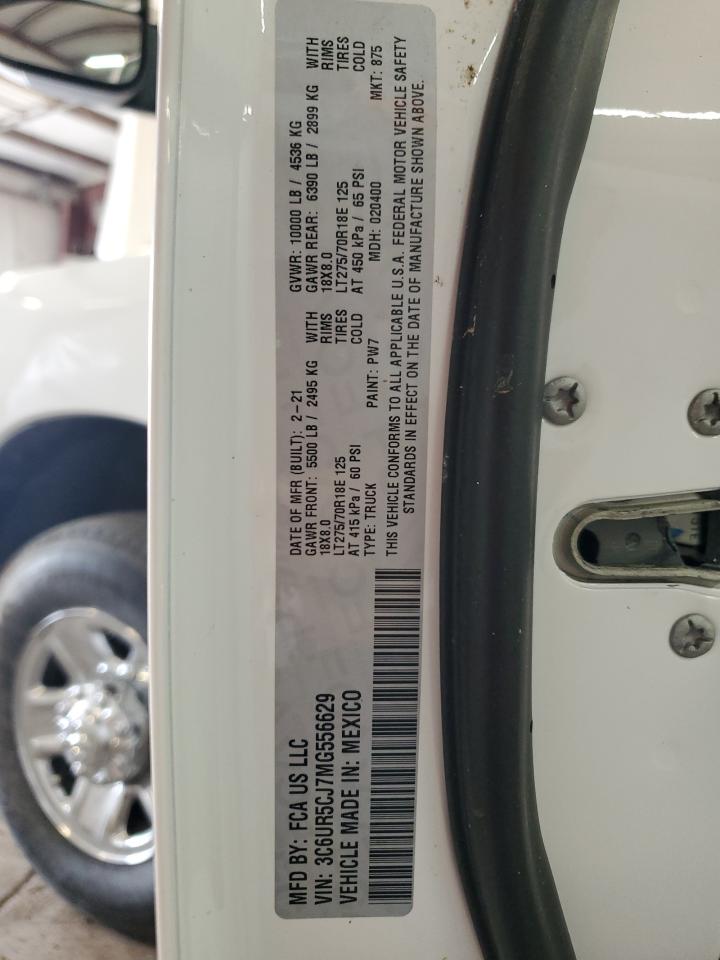 MFD BY: FCA US LLC
VIN: 3C6UR5CJ7MG556629
VEHICLE MADE IN: MEXICO
DATE OF MFR (BUILT): 2-21
GAWR FRONT: 5500 LB / 2495 KG WITH
18X8.0 RIMS
LT275/70R18E 125 TIRES
AT 415 kPa / 60 PSI COLD
TYPE: TRUCK PAINT: PW7
GVWR: 10000 LB / 4536 KG
GAWR REAR: 6390 LB / 2899 KG WITH
18X8.0 RIMS
LT275/70R18E 125 TIRES
AT 450 kPa / 65 PSI COLD
MDH: 020400 MKT: 875
THIS VEHICLE CONFORMS TO ALL APPLICABLE U.S.A. FEDERAL MOTOR VEHICLE SAFETY
STANDARDS IN EFFECT ON THE DATE OF MANUFACTURE SHOWN ABOVE.